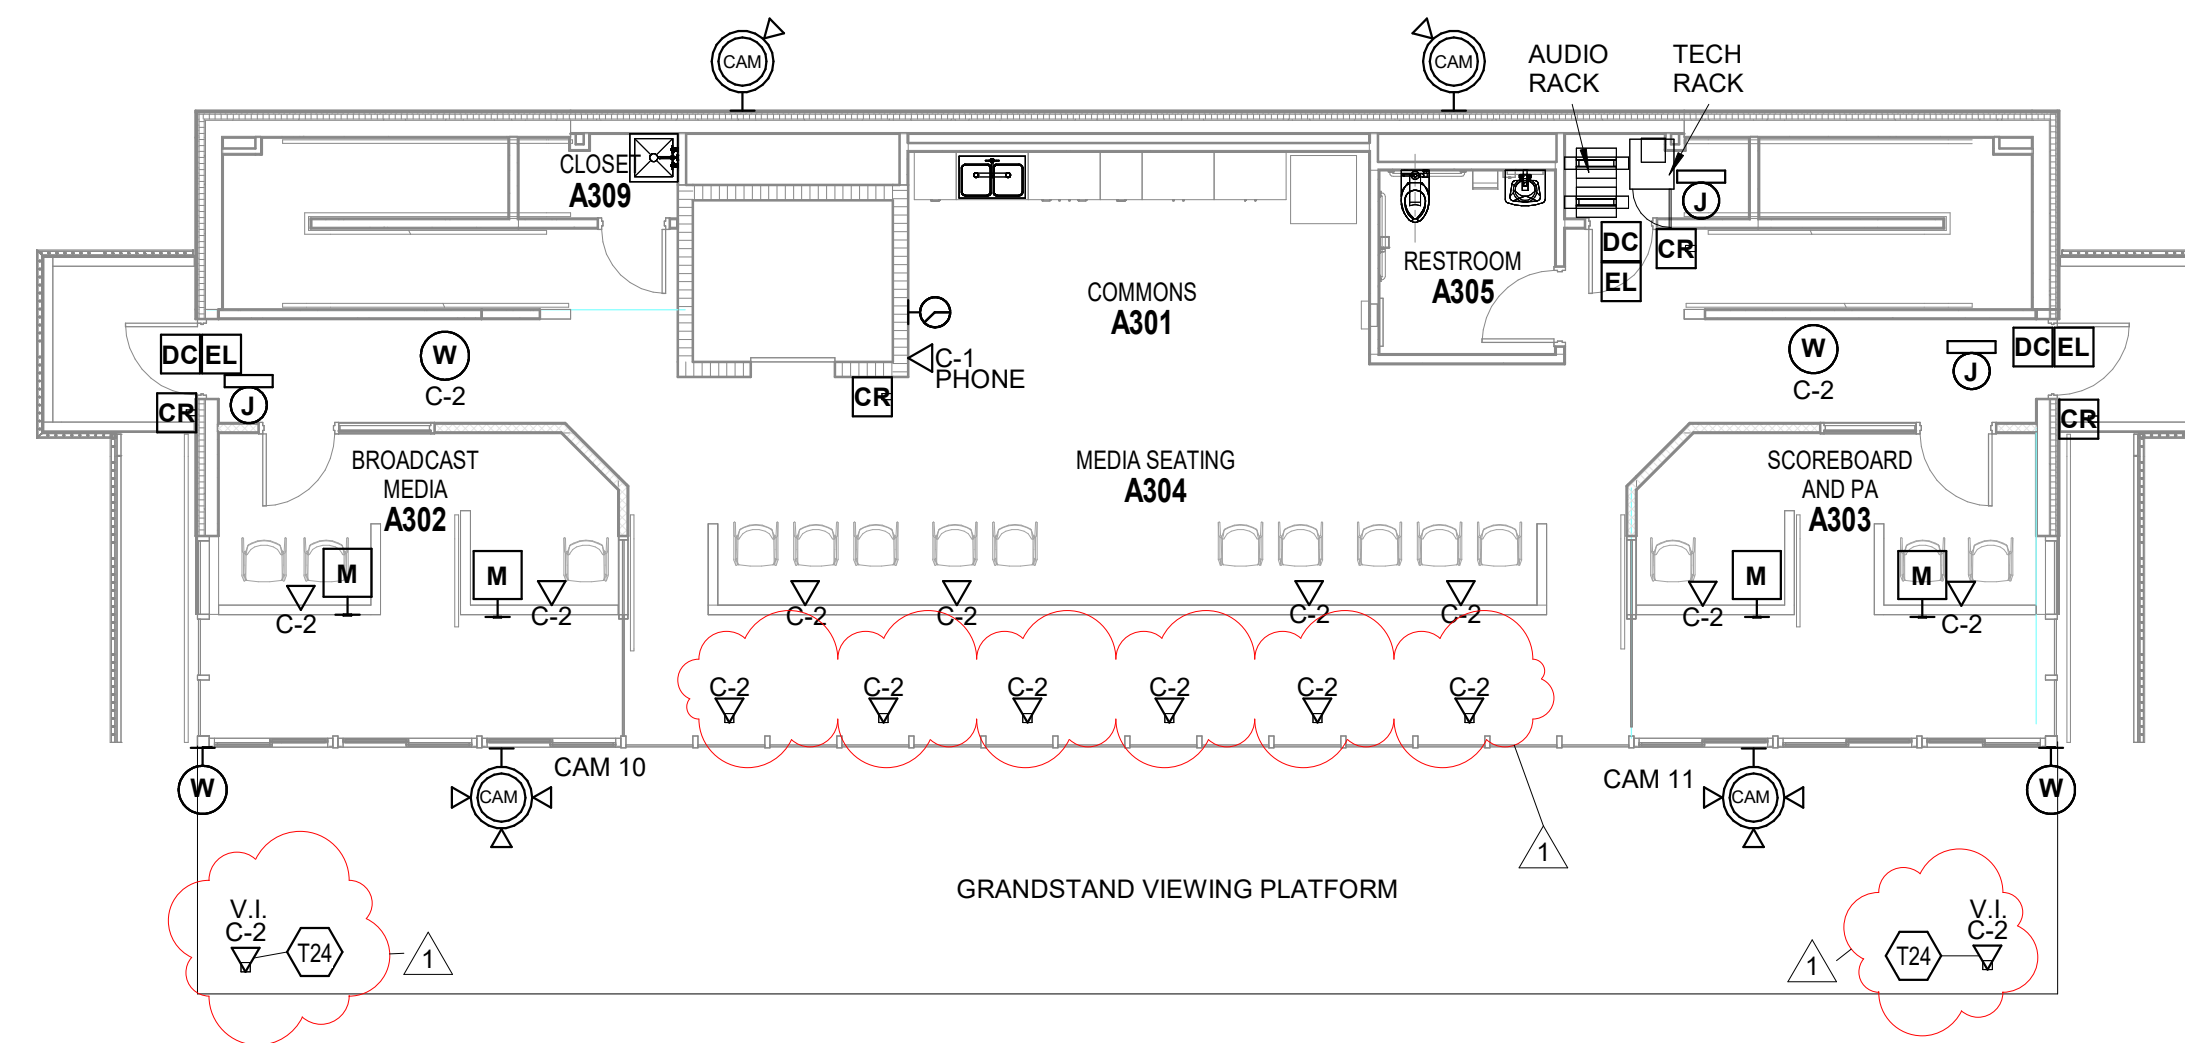 CAM
CAM
AUDIO
RACK
TECH
RACK
CLOSET
A309
J
DC
CR
EL
RESTROOM
A305
COMMONS
A301
DC EL
W
C-2
J
CR
C-1
PHONE
CR
W
C-2
J
DC EL
CR
BROADCAST
MEDIA
A302
MEDIA SEATING
A304
SCOREBOARD
AND PA
A303
M
M
M
M
C-2
C-2
C-2
C-2
C-2
C-2
C-2
C-2
C-2
C-2
C-2
C-2
C-2
C-2
CAM 10
CAM 11
W
CAM
CAM
W
1
GRANDSTAND VIEWING PLATFORM
V.I.
C-2
T24
1
V.I.
C-2
T24
1